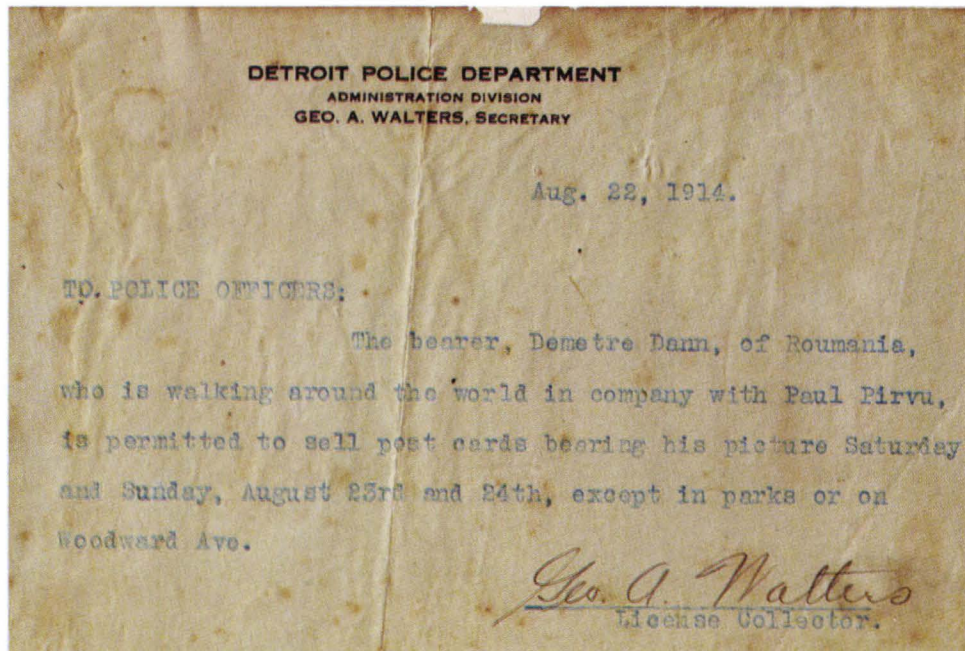 DETROIT POLICE DEPARTMENT
ADMINISTRATION DIVISION
GEO. A. WALTERS, SECRETARY
Aug. 22, 1914.
TO POLICE OFFICERS:
The bearer, Demetre Dann, of Roumania,
who is walking around the world in company with Paul Pirvu,
is permitted to sell post cards bearing his picture Saturday
and Sunday, August 23rd and 24th, except in parks or on
Woodward Ave.
Geo. A. Walters
License Collector.